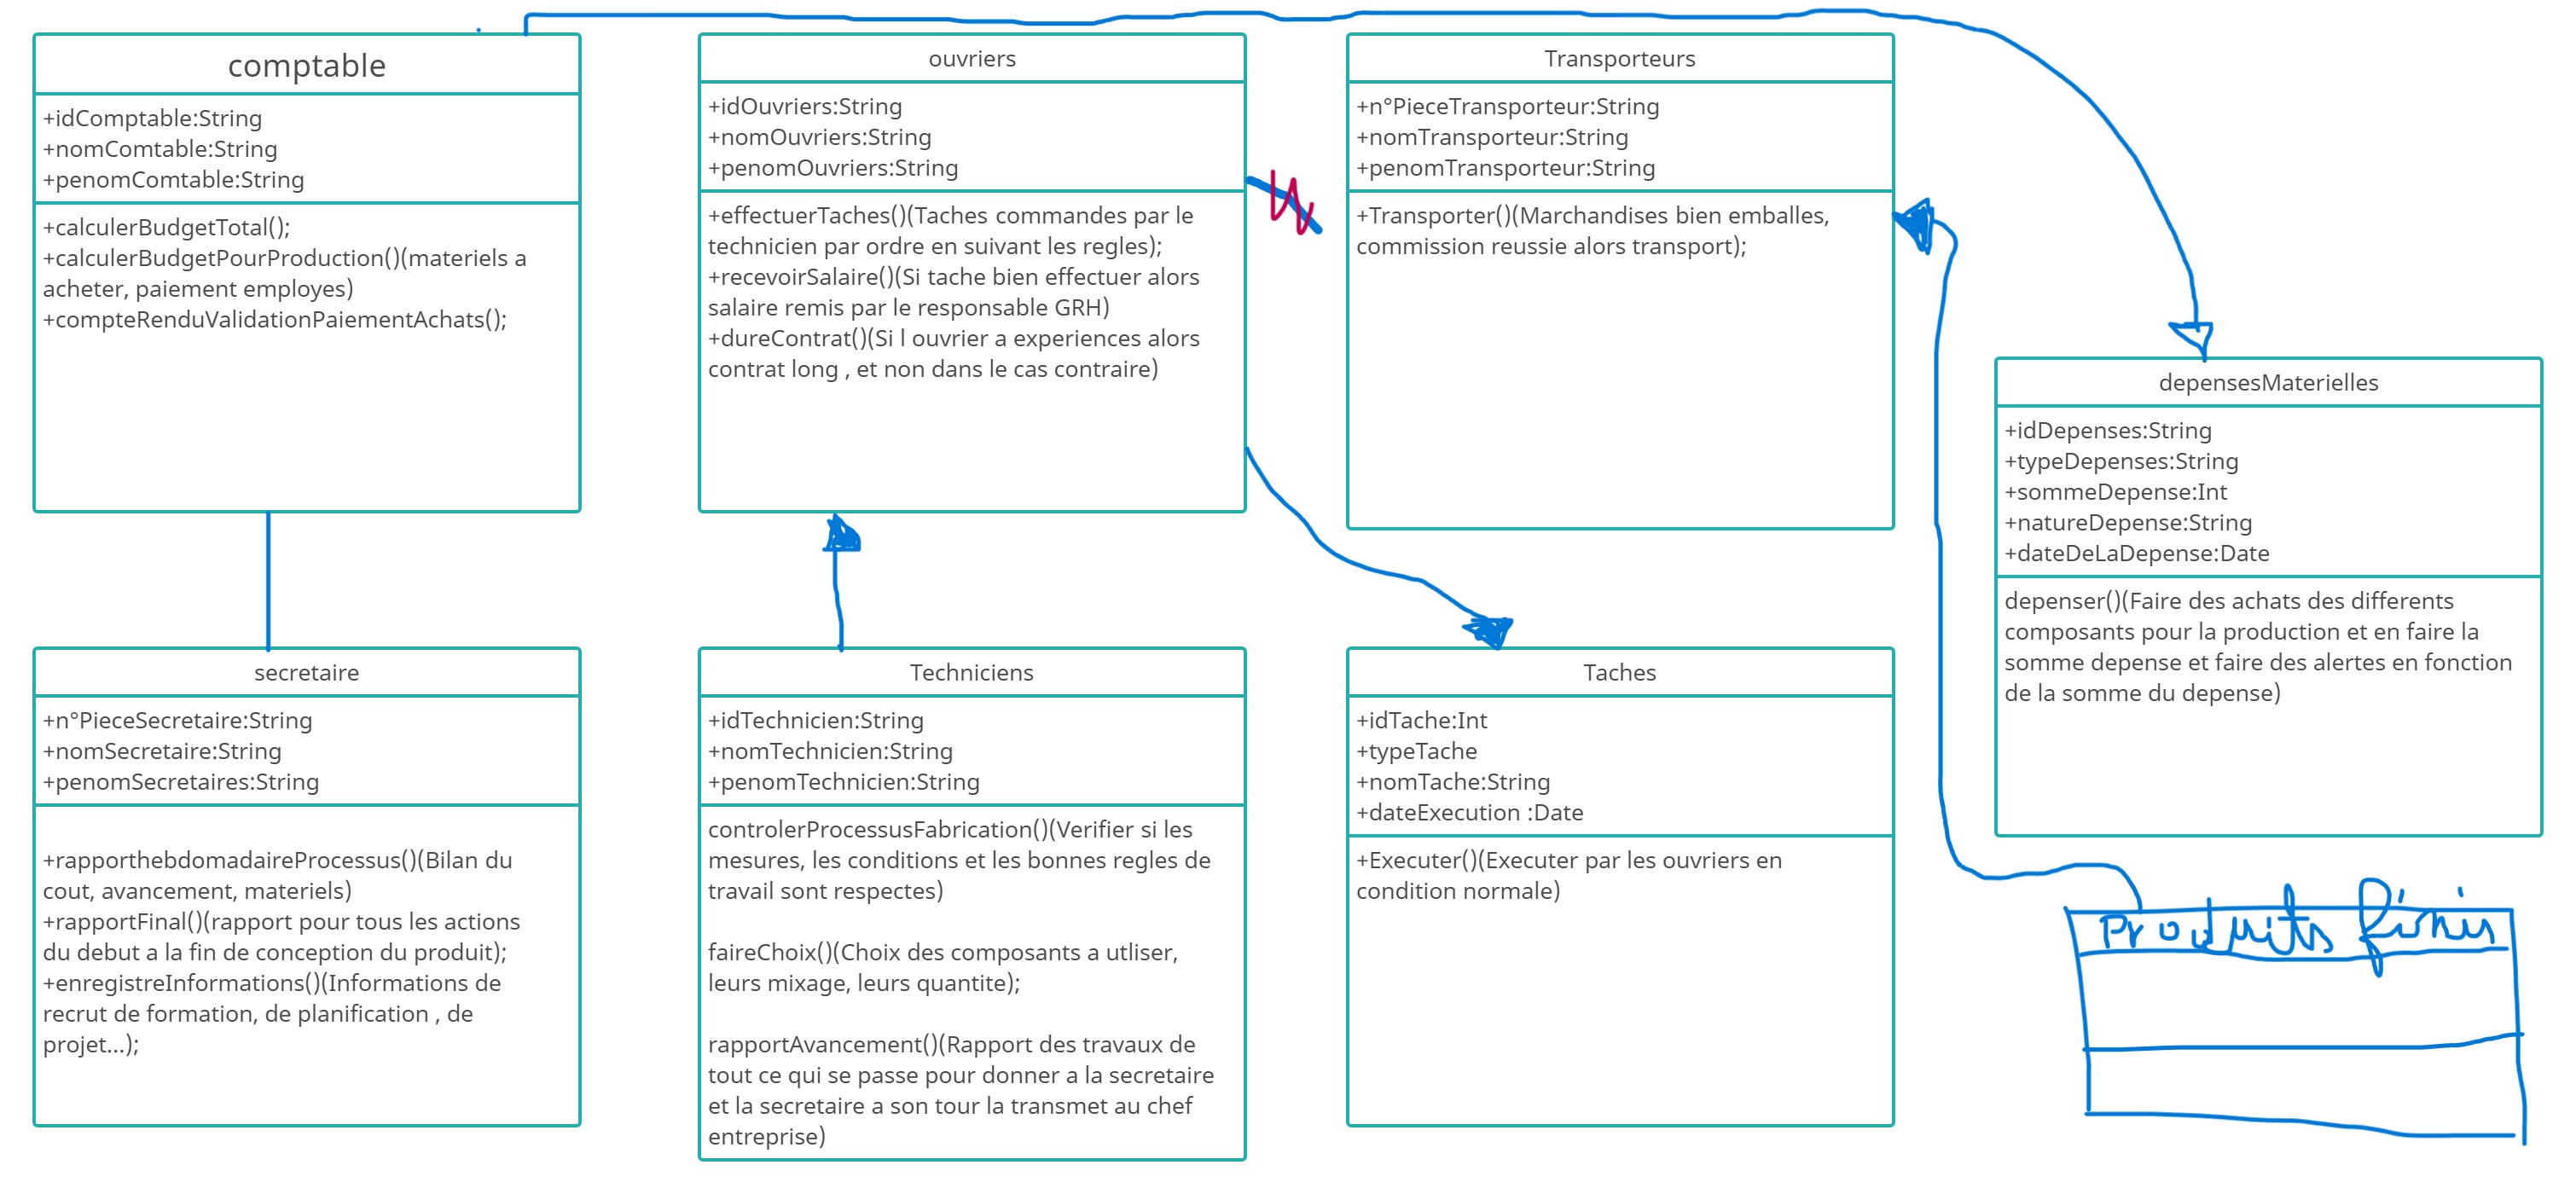 comptable
+idComptable:String
+nomComtable:String
+penomComtable:String
+calculerBudgetTotal();
+calculerBudgetPourProduction()(materiels a
acheter, paiement employes)
+compteRenduValidationPaiementAchats();
ouvriers
+idOuvriers:String
+nomOuvriers:String
+penomOuvriers:String
+effectuerTaches()(Taches commandes par le
technicien par ordre en suivant les regles);
+recevoirSalaire()(Si tache bien effectuer alors
salaire remis par le responsable GRH)
+dureContrat()(Si l ouvrier a experiences alors
contrat long , et non dans le cas contraire)
Transporteurs
+n°PieceTransporteur:String
+nomTransporteur:String
+penomTransporteur:String
+Transporter()(Marchandises bien emballes,
commission reussie alors transport);
depensesMaterielles
+idDepenses:String
+typeDepenses:String
+sommeDepense:Int
+natureDepense:String
+dateDeLaDepense:Date
depenser()(Faire des achats des differents
composants pour la production et en faire la
somme depense et faire des alertes en fonction
de la somme du depense)
secretaire
+n°PieceSecretaire:String
+nomSecretaire:String
+penomSecretaires:String
+rapporthebdomadaireProcessus()(Bilan du
cout, avancement, materiels)
+rapportFinal()(rapport pour tous les actions
du debut a la fin de conception du produit);
+enregistreInformations()(Informations de
recrut de formation, de planification , de
projet...);
Techniciens
+idTechnicien:String
+nomTechnicien:String
+penomTechnicien:String
controlerProcessusFabrication()(Verifier si les
mesures, les conditions et les bonnes regles de
travail sont respectes)
faireChoix()(Choix des composants a utliser,
leurs mixage, leurs quantite);
rapportAvancement()(Rapport des travaux de
tout ce qui se passe pour donner a la secretaire
et la secretaire a son tour la transmet au chef
entreprise)
Taches
+idTache:Int
+typeTache
+nomTache:String
+dateExecution :Date
+Executer()(Executer par les ouvriers en
condition normale)
Produits finis